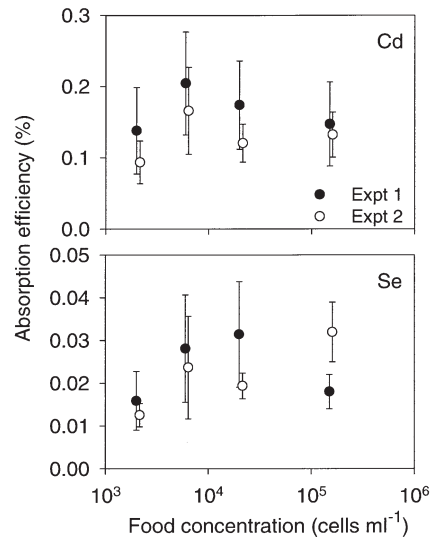 0.3
Cd
0.2
0.1
Expt 1
Expt 2
0.0
Absorption efficiency (%)
0.05
Se
0.04
0.03
0.02
0.01
0.00
10³ 10⁴ 10⁵ 10⁶
Food concentration (cells ml⁻¹)